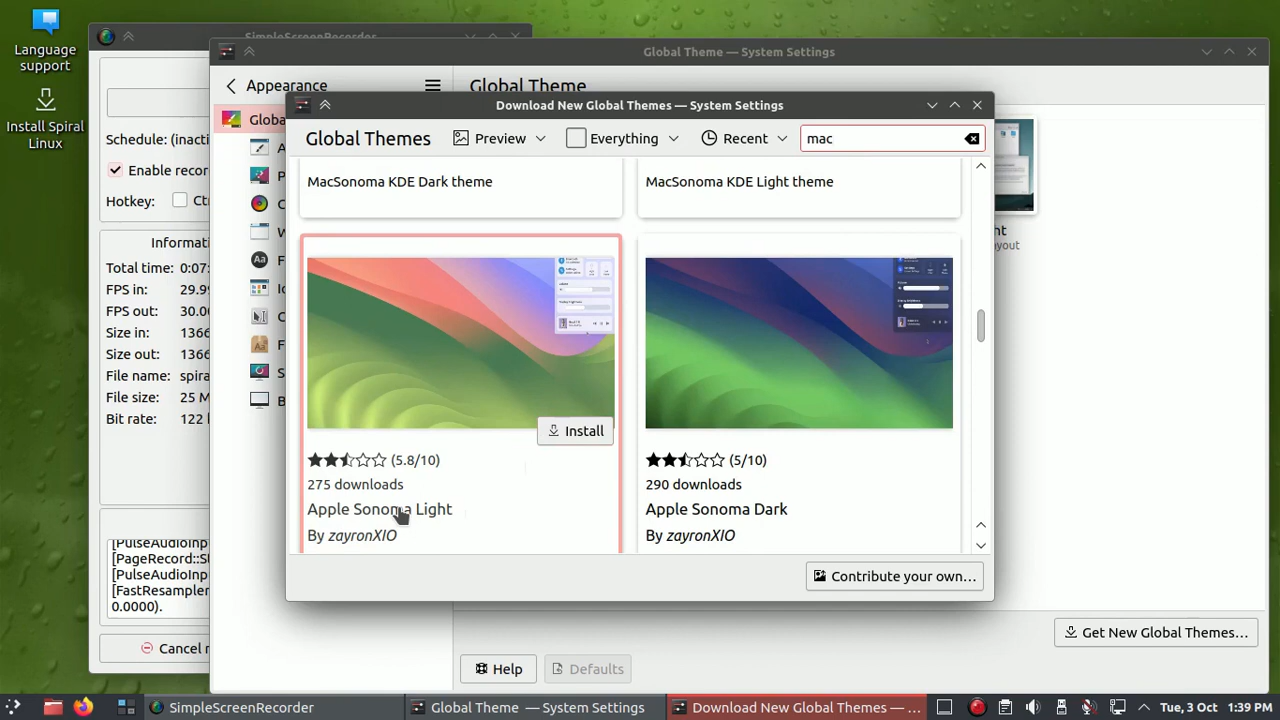 Language
support
Install Spiral
Linux
SimpleScreenRecorder
Schedule: (inacti
Enable recor
Hotkey:
Ctr
Informati
Total time: 0:07:
FPS in: 29.99
FPS out: 30.06
Size in: 1366
Size out: 1366
File name: spira
File size: 25 M
Bit rate: 122
[PulseAudioInp
[PageRecord::St
[PulseAudioInp
[FastResampler
0.0000).
Cancel r
Global Theme — System Settings
Appearance
Global Theme
Globa
Download New Global Themes — System Settings
Global Themes
Preview
Everything
Recent
mac
MacSonoma KDE Dark theme
MacSonoma KDE Light theme
Install
(5.8/10)
275 downloads
Apple Sonoma Light
By zayronXIO
(5/10)
290 downloads
Apple Sonoma Dark
By zayronXIO
Contribute your own...
Get New Global Themes...
Help
Defaults
SimpleScreenRecorder
Global Theme — System Settings
Download New Global Themes — ...
Tue, 3 Oct
1:39 PM